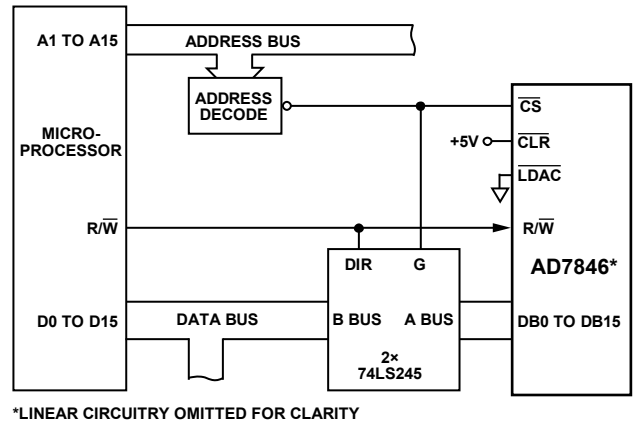 A1 TO A15
ADDRESS BUS
ADDRESS
DECODE
CS
MICRO-
PROCESSOR
+5V
CLR
LDAC
R/W
R/W
DIR
G
AD7846*
D0 TO D15
DATA BUS
B BUS
A BUS
DB0 TO DB15
2×
74LS245
*LINEAR CIRCUITRY OMITTED FOR CLARITY